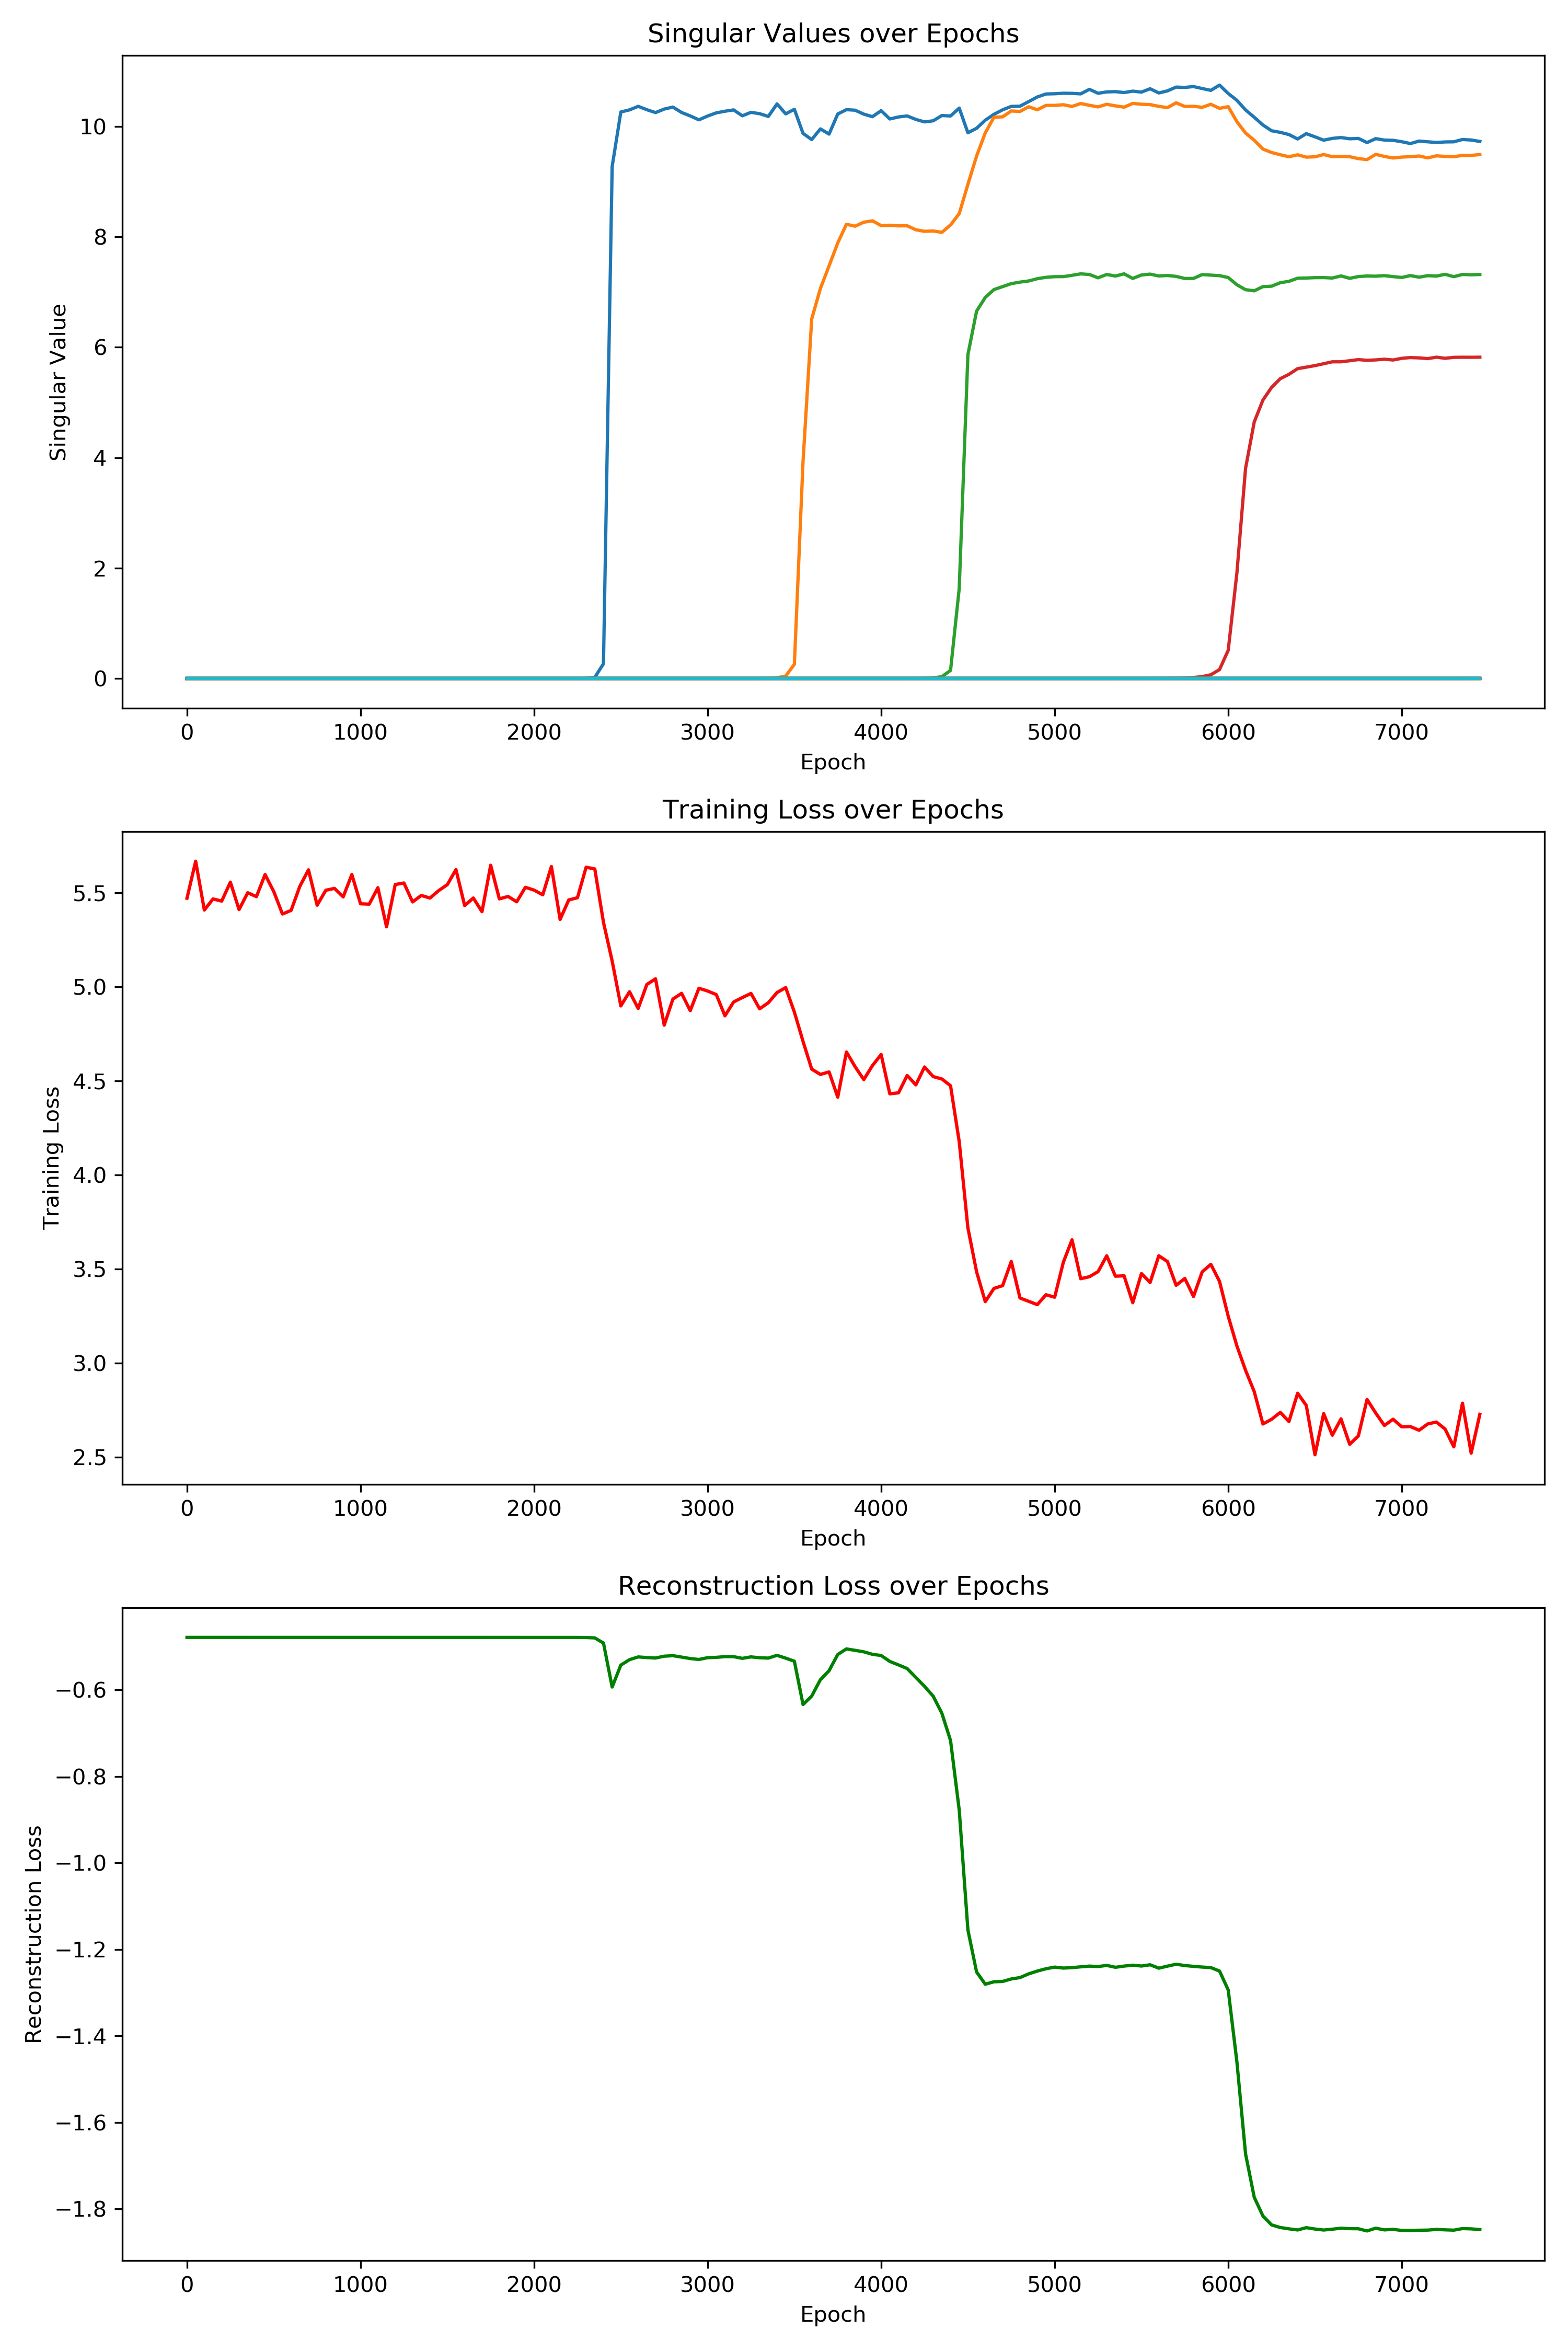 Singular Values over Epochs
Singular Value
10
8
6
4
2
0
0 1000 2000 3000 4000 5000 6000 7000
Epoch
Training Loss over Epochs
Training Loss
5.5
5.0
4.5
4.0
3.5
3.0
2.5
0 1000 2000 3000 4000 5000 6000 7000
Epoch
Reconstruction Loss over Epochs
Reconstruction Loss
−0.6
−0.8
−1.0
−1.2
−1.4
−1.6
−1.8
0 1000 2000 3000 4000 5000 6000 7000
Epoch